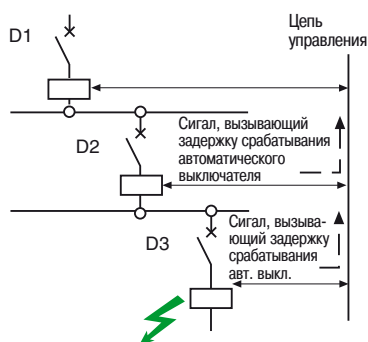 D1
Цепь
управления
D2
Сигал, вызывающий
задержку срабатывания
автоматического
выключателя
D3
Сигал, вызыва-
ющий задержку
срабатывания
авт. выкл.